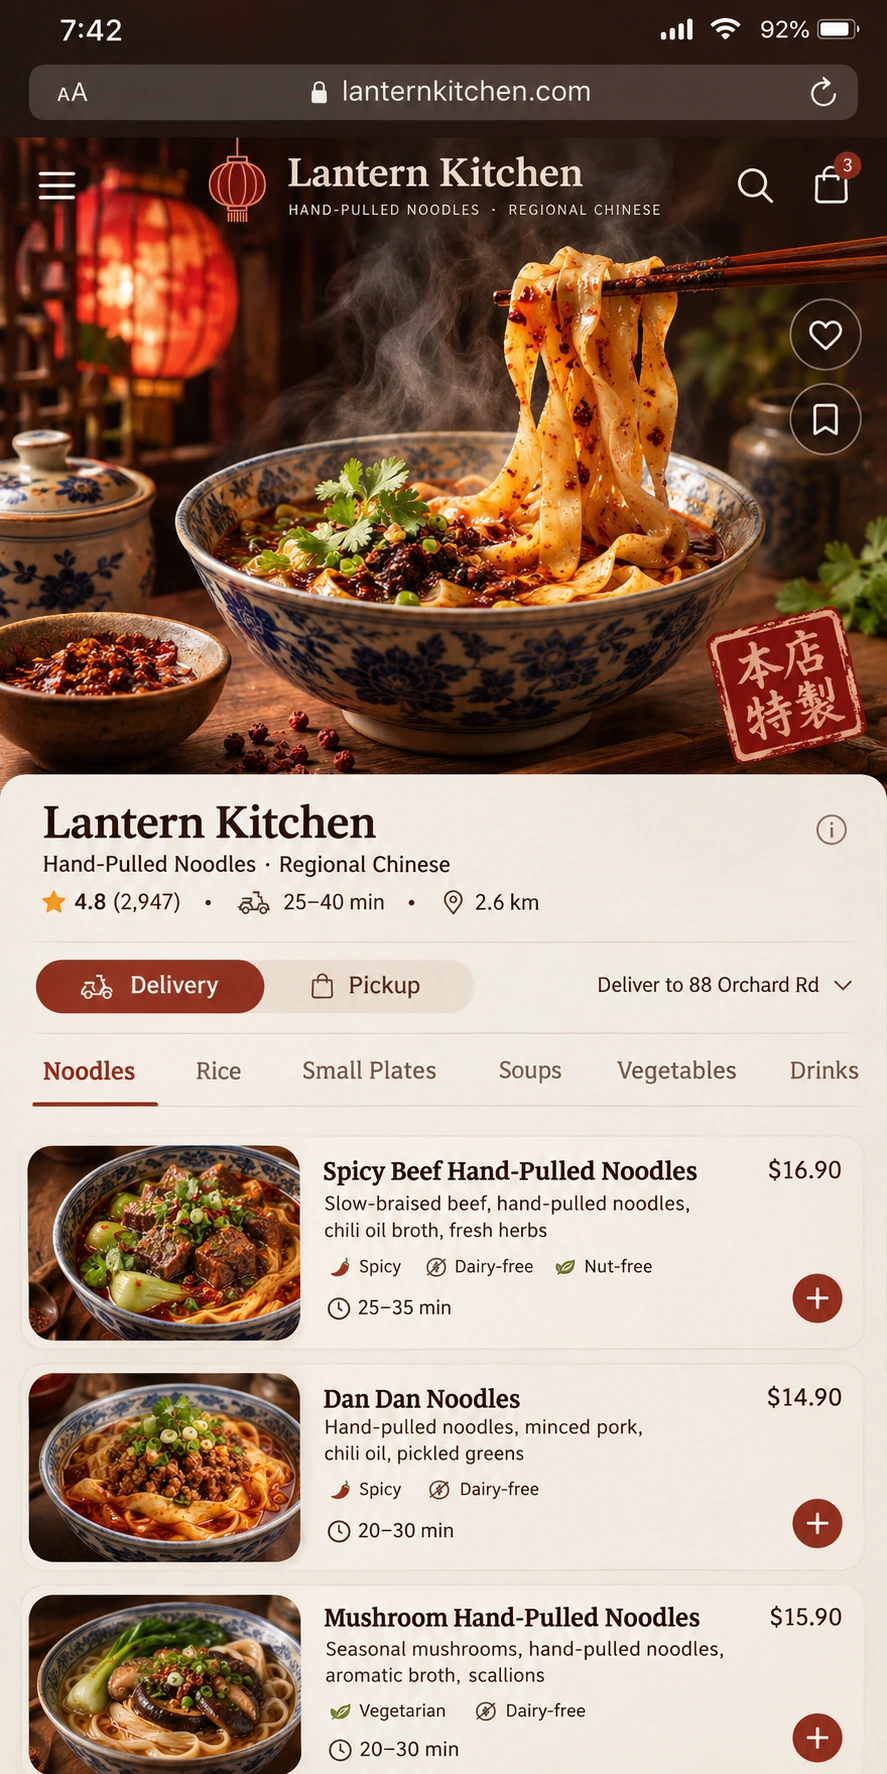 7:42
92%
AA
lanternkitchen.com
Lantern Kitchen
HAND-PULLED NOODLES · REGIONAL CHINESE
3
本店
特製
Lantern Kitchen
Hand-Pulled Noodles · Regional Chinese
4.8 (2,947) • 25–40 min • 2.6 km
Delivery
Pickup
Deliver to 88 Orchard Rd
Noodles Rice Small Plates Soups Vegetables Drinks
Spicy Beef Hand-Pulled Noodles
$16.90
Slow-braised beef, hand-pulled noodles,
chili oil broth, fresh herbs
Spicy Dairy-free Nut-free
25–35 min
Dan Dan Noodles
$14.90
Hand-pulled noodles, minced pork,
chili oil, pickled greens
Spicy Dairy-free
20–30 min
Mushroom Hand-Pulled Noodles
$15.90
Seasonal mushrooms, hand-pulled noodles,
aromatic broth, scallions
Vegetarian Dairy-free
20–30 min